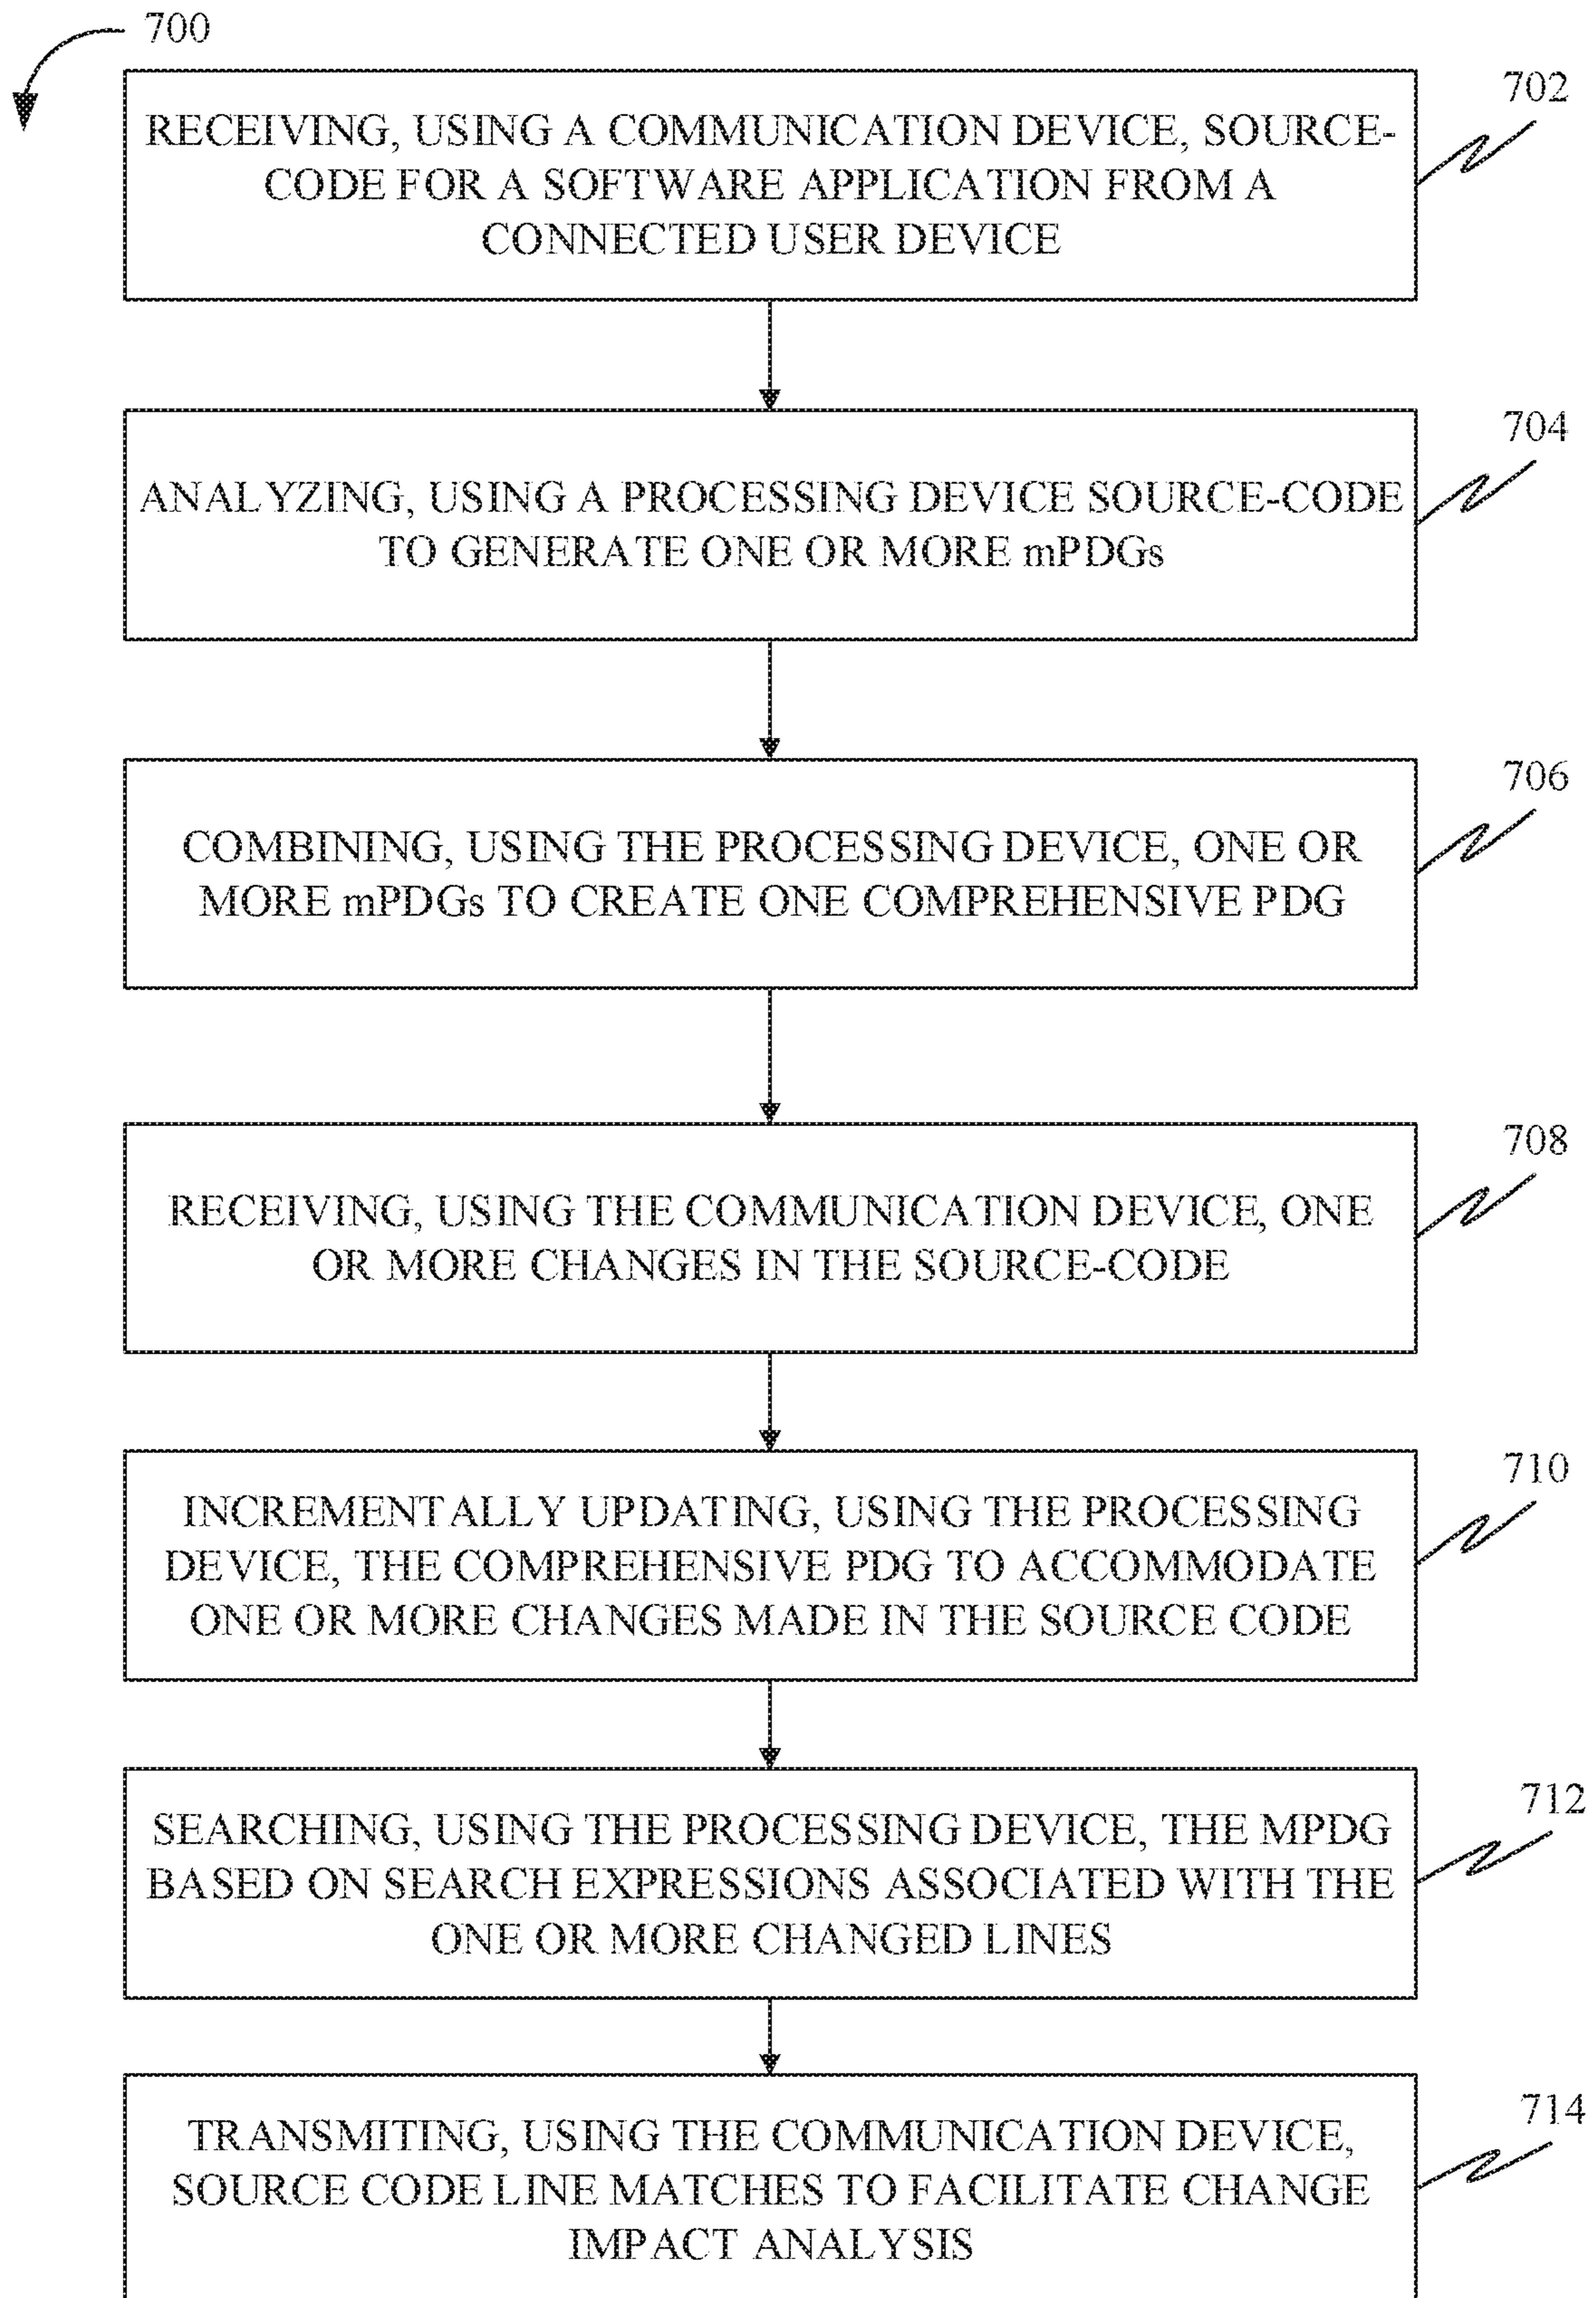 700
702
RECEIVING, USING A COMMUNICATION DEVICE, SOURCE-
CODE FOR A SOFTWARE APPLICATION FROM A
CONNECTED USER DEVICE
704
ANALYZING, USING A PROCESSING DEVICE SOURCE-CODE
TO GENERATE ONE OR MORE mPDGs
706
COMBINING, USING THE PROCESSING DEVICE, ONE OR
MORE mPDGs TO CREATE ONE COMPREHENSIVE PDG
708
RECEIVING, USING THE COMMUNICATION DEVICE, ONE
OR MORE CHANGES IN THE SOURCE-CODE
710
INCREMENTALLY UPDATING, USING THE PROCESSING
DEVICE, THE COMPREHENSIVE PDG TO ACCOMMODATE
ONE OR MORE CHANGES MADE IN THE SOURCE CODE
712
SEARCHING, USING THE PROCESSING DEVICE, THE MPDG
BASED ON SEARCH EXPRESSIONS ASSOCIATED WITH THE
ONE OR MORE CHANGED LINES
714
TRANSMITING, USING THE COMMUNICATION DEVICE,
SOURCE CODE LINE MATCHES TO FACILITATE CHANGE
IMPACT ANALYSIS